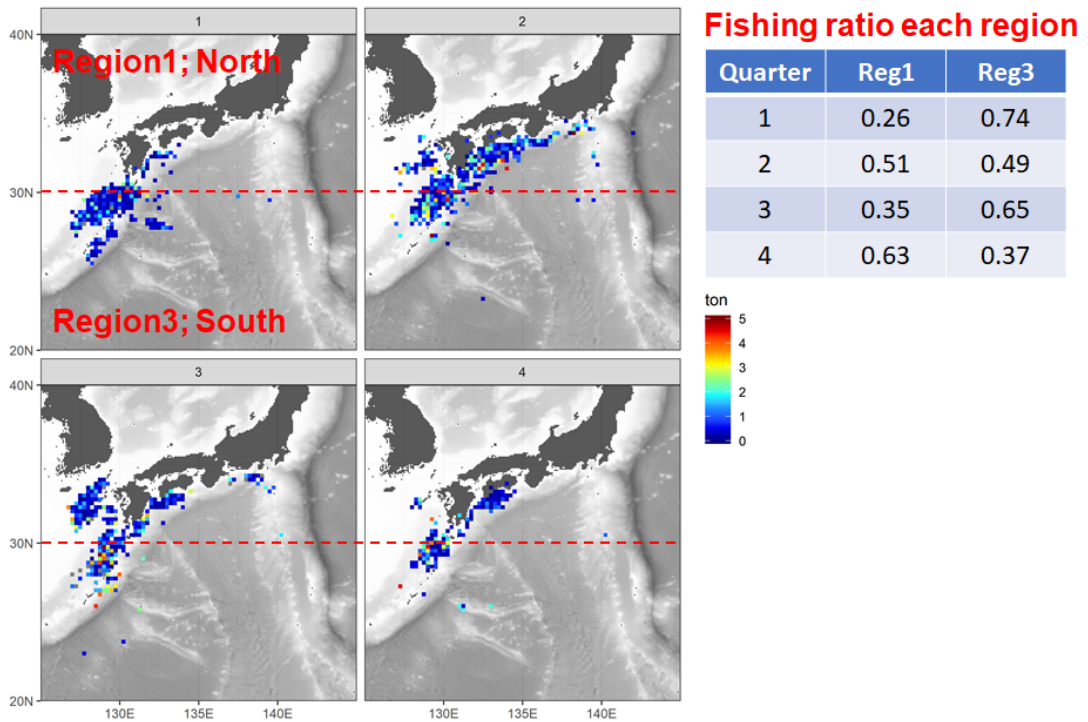 1
2
40N
30N
20N
Region1; North
Region3; South
3
4
40N
30N
20N
130E
135E
140E
130E
135E
140E
Fishing ratio each region
Quarter Reg1 Reg3
1 0.26 0.74
2 0.51 0.49
3 0.35 0.65
4 0.63 0.37
ton
5
4
3
2
1
0